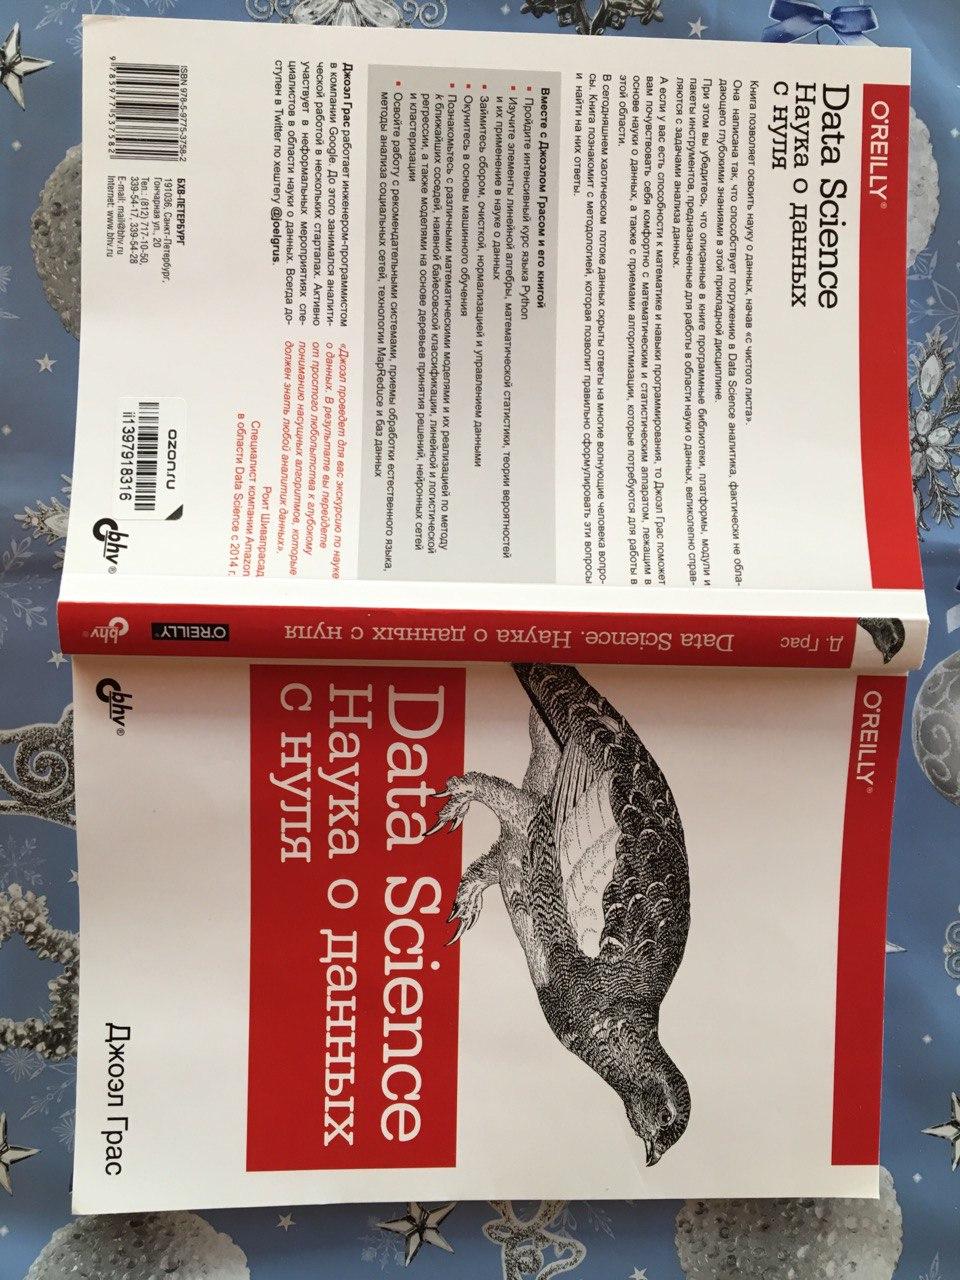 O'REILLY®
Data Science
Наука о данных
с нуля
Книга позволяет освоить науку о данных, начав «с чистого листа».
Она написана так, что способствует погружению в Data Science аналитика, фактически не обла-
дающего глубокими знаниями в этой прикладной дисциплине.
При этом вы убедитесь, что описанные в книге программные библиотеки, платформы, модули и
пакеты инструментов, предназначенные для работы в области науки о данных, великолепно справ-
ляются с задачами анализа данных.
А если у вас есть способности к математике и навыки программирования, то Джоэл Грас поможет
вам почувствовать себя комфортно с математическим и статистическим аппаратом, лежащим в
основе науки о данных, а также с приемами алгоритмизации, которые потребуются для работы в
этой области.
В сегодняшнем хаотическом потоке данных скрыты ответы на многие волнующие человека вопро-
сы. Книга познакомит с методологией, которая позволит правильно сформулировать эти вопросы
и найти на них ответы.
Вместе с Джоэлом Грасом и его книгой
▪ Пройдите интенсивный курс языка Python
▪ Изучите элементы линейной алгебры, математической статистики, теории вероятностей
и их применение в науке о данных
▪ Займитесь сбором, очисткой, нормализацией и управлением данными
▪ Окунитесь в основы машинного обучения
▪ Познакомьтесь с различными математическими моделями и их реализацией по методу
k ближайших соседей, наивной байесовской классификации, линейной и логистической
регрессии, а также моделями на основе деревьев принятия решений, нейронных сетей
и кластеризации
▪ Освойте работу с рекомендательными системами, приемы обработки естественного языка,
методы анализа социальных сетей, технологии MapReduce и баз данных
Джоэл Грас работает инженером-программистом
в компании Google. До этого занимался аналити-
ческой работой в нескольких стартапах. Активно
участвует в неформальных мероприятиях спе-
циалистов в области науки о данных. Всегда до-
ступен в Twitter по хештегу @joelgrus.
«Джоэл проведет для вас экскурсию по науке
о данных. В результате вы перейдете
от простого любопытства к глубокому
пониманию насущных алгоритмов, которые
должен знать любой аналитик данных».
Роит Шивапрасад
Специалист компании Amazon
в области Data Science с 2014 г.
ISBN 978-5-9775-3758-2
9 785977 537582
БХВ-ПЕТЕРБУРГ
191036, Санкт-Петербург,
Гончарная ул., 20
Тел.: (812) 717-10-50,
339-54-17, 339-54-28
E-mail: mail@bhv.ru
Internet: www.bhv.ru
ozon.ru
ii1397918316
bhv®
Д. Грас
Data Science. Наука о данных с нуля
O'REILLY®
bhv®
O'REILLY®
Data Science
Наука о данных
с нуля
bhv®
Джоэл Грас